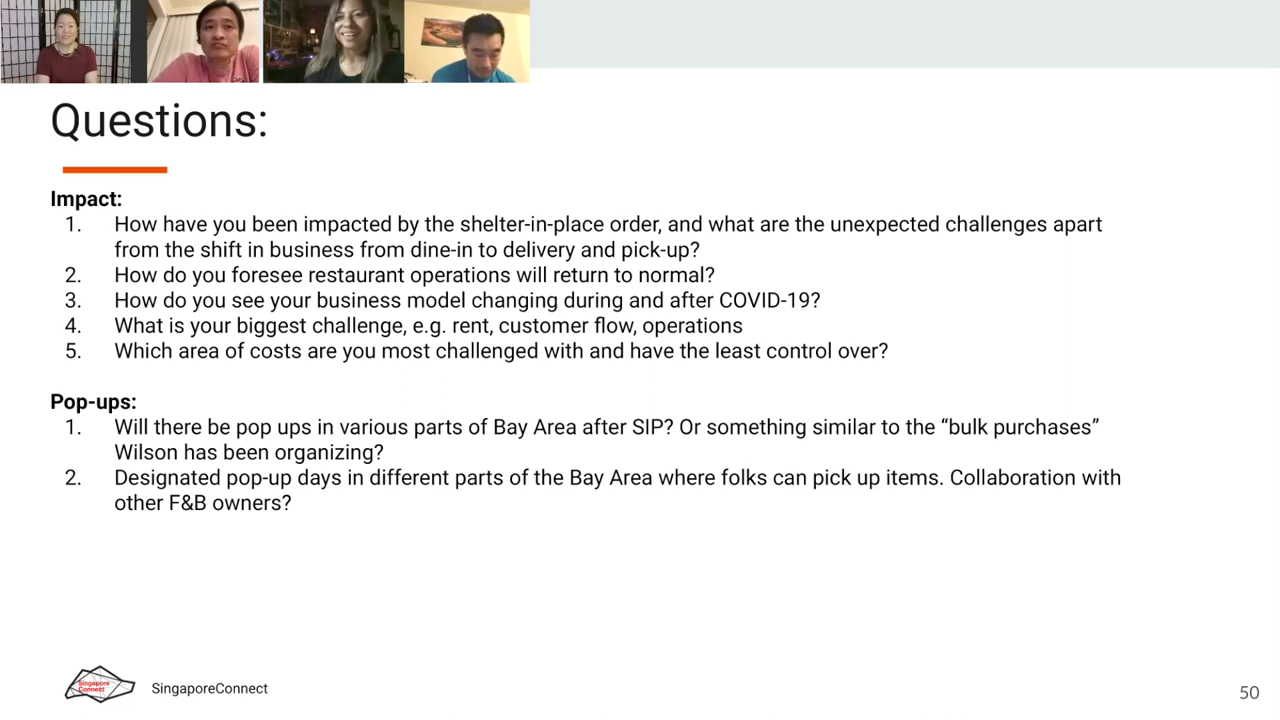 Questions:
Impact:
1. How have you been impacted by the shelter-in-place order, and what are the unexpected challenges apart
from the shift in business from dine-in to delivery and pick-up?
2. How do you foresee restaurant operations will return to normal?
3. How do you see your business model changing during and after COVID-19?
4. What is your biggest challenge, e.g. rent, customer flow, operations
5. Which area of costs are you most challenged with and have the least control over?
Pop-ups:
1. Will there be pop ups in various parts of Bay Area after SIP? Or something similar to the “bulk purchases”
Wilson has been organizing?
2. Designated pop-up days in different parts of the Bay Area where folks can pick up items. Collaboration with
other F&B owners?
Singapore
Connect
SingaporeConnect
50